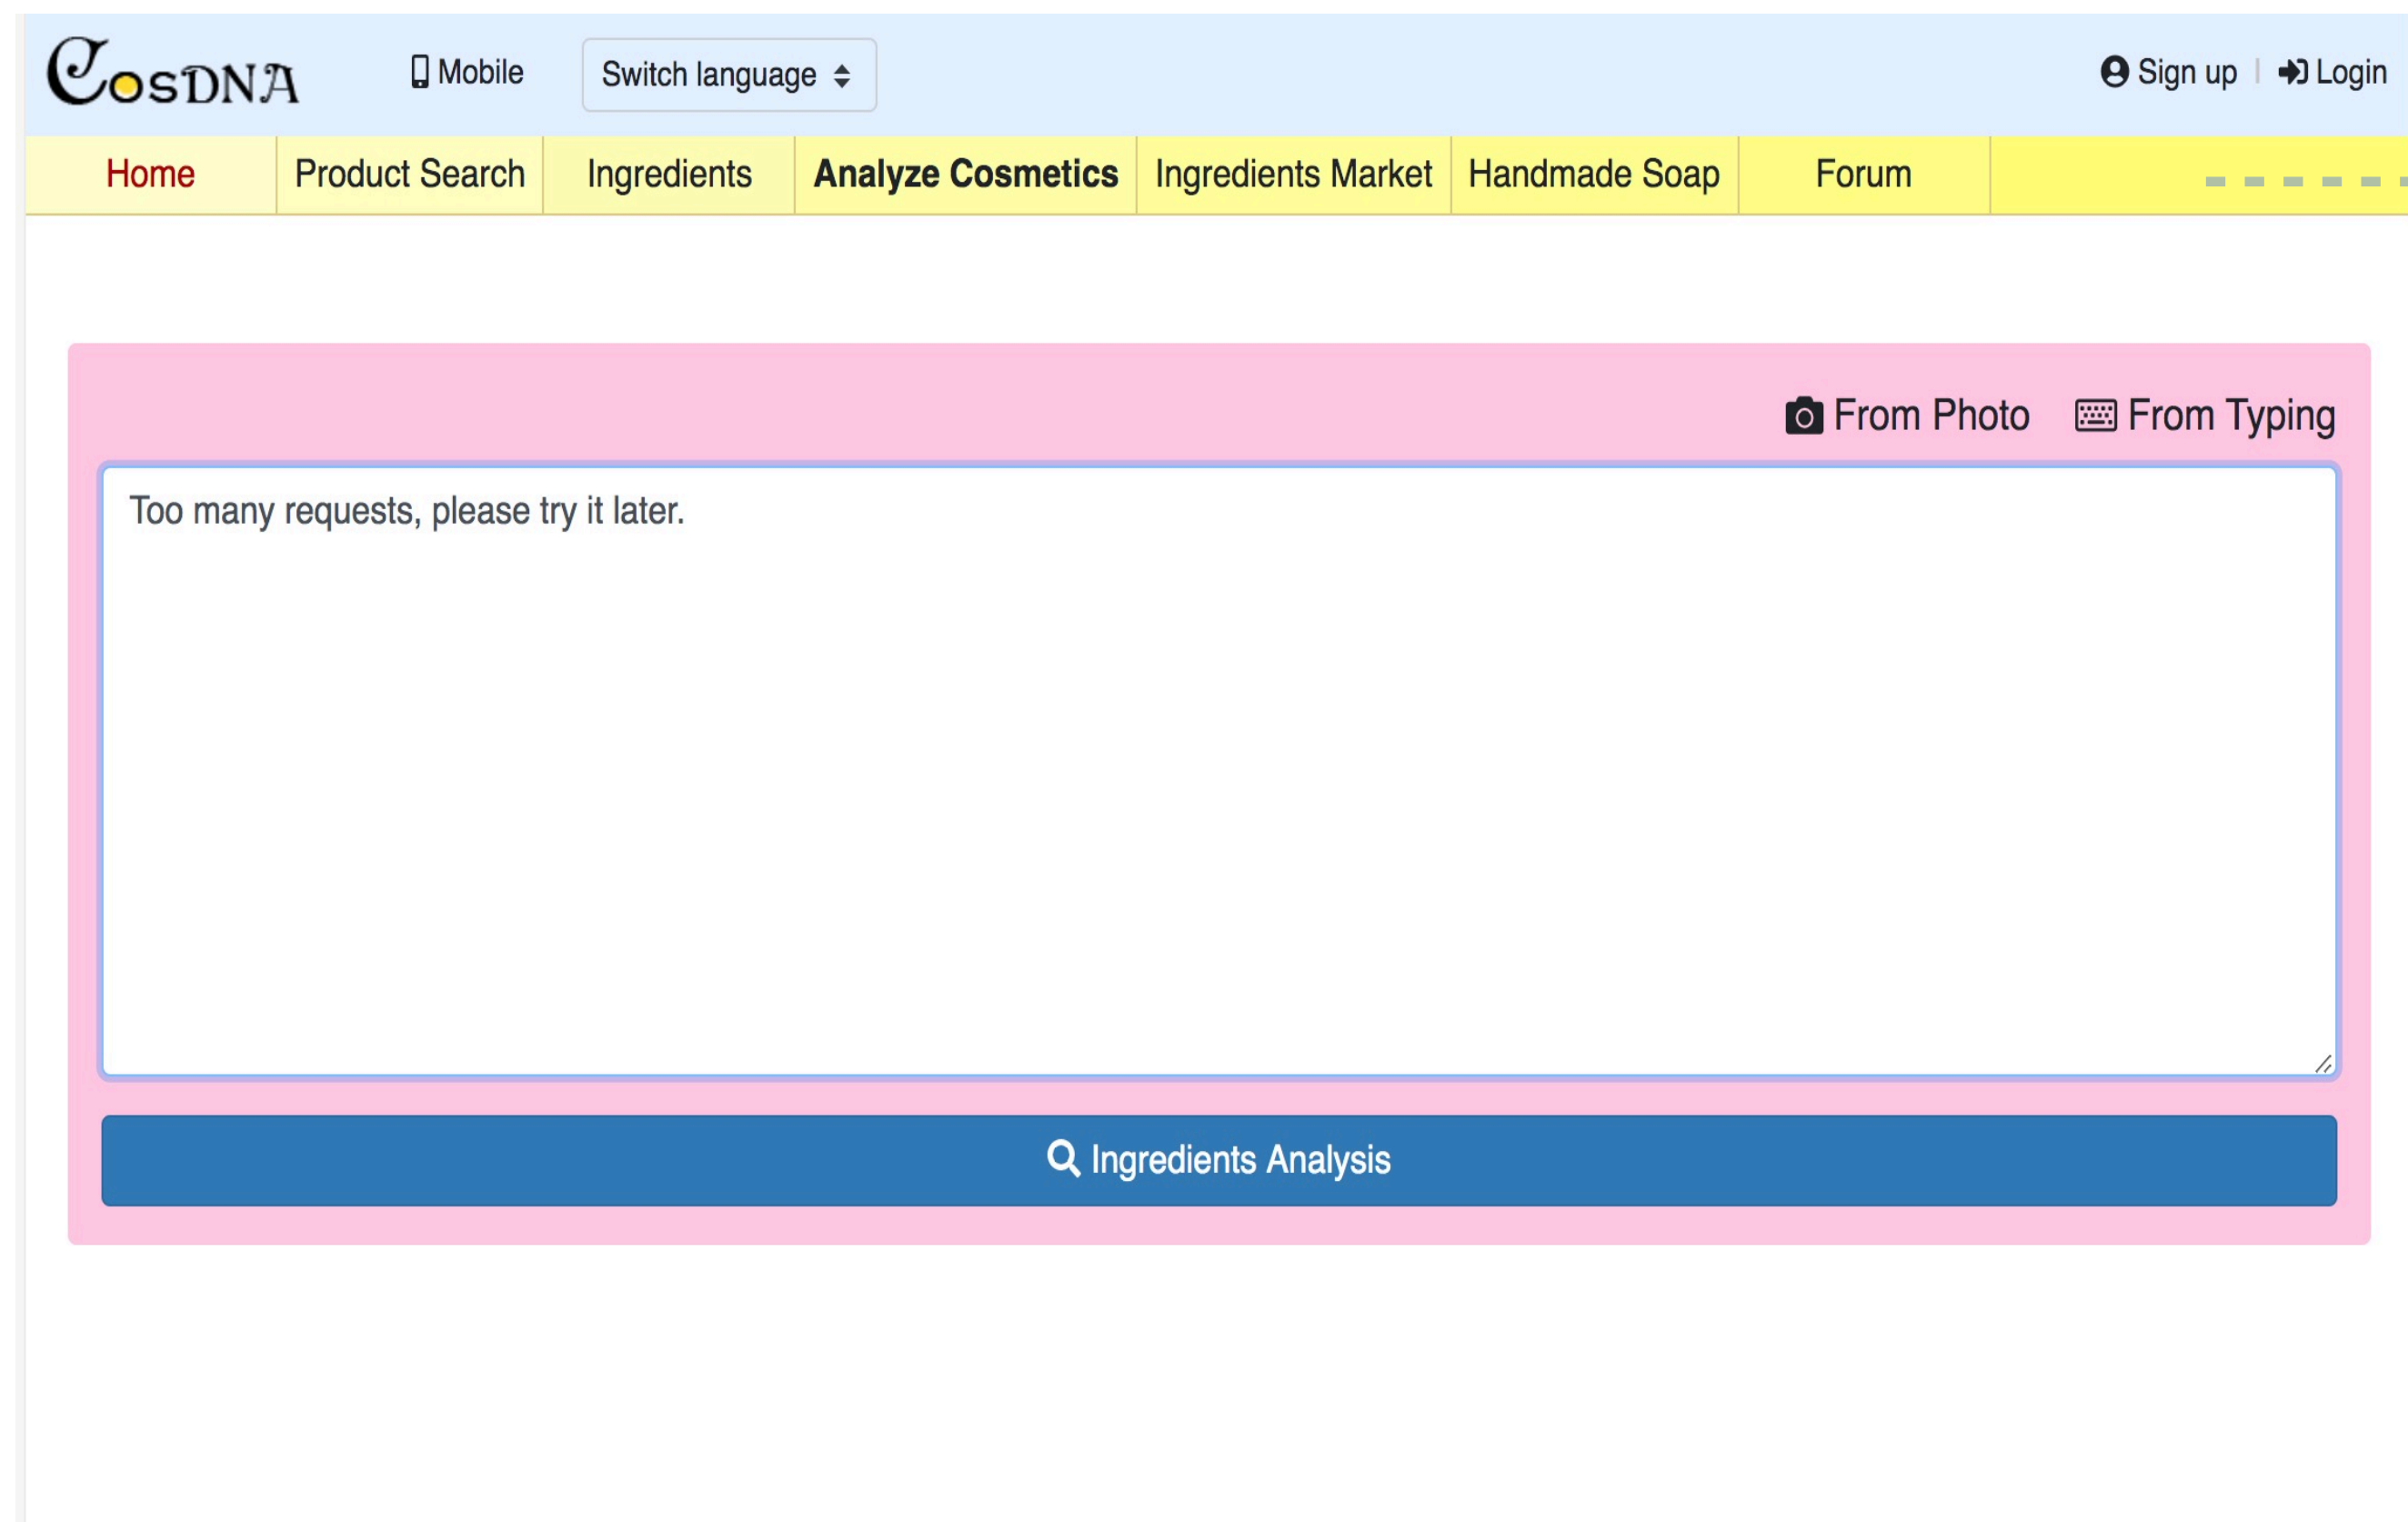 CosDNA
Mobile
Switch language
Sign up
Login
Home
Product Search
Ingredients
Analyze Cosmetics
Ingredients Market
Handmade Soap
Forum
From Photo
From Typing
Too many requests, please try it later.
Ingredients Analysis